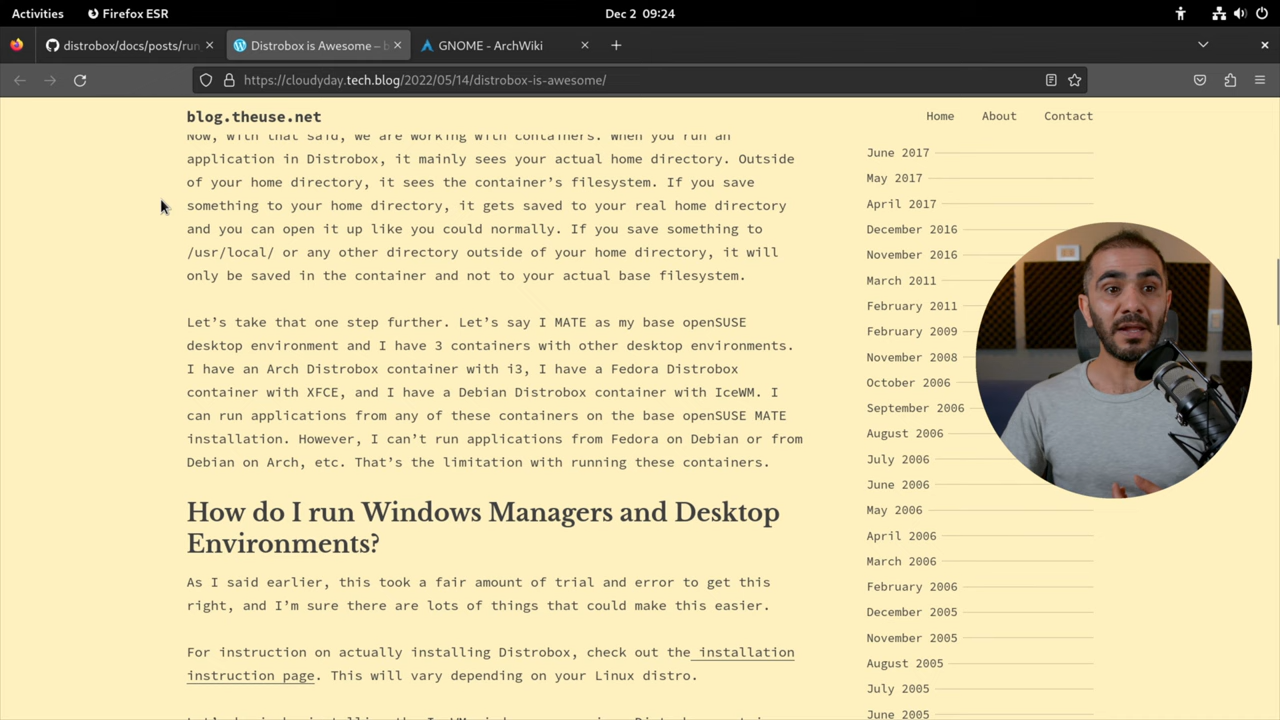 Activities
Firefox ESR
Dec 2 09:24
distrobox/docs/posts/run
Distrobox is Awesome – b
GNOME - ArchWiki
https://cloudyday.tech.blog/2022/05/14/distrobox-is-awesome/
blog.theuse.net
Home
About
Contact
Now, with that said, we are working with containers. When you run an
application in Distrobox, it mainly sees your actual home directory. Outside
of your home directory, it sees the container’s filesystem. If you save
something to your home directory, it gets saved to your real home directory
and you can open it up like you could normally. If you save something to
/usr/local/ or any other directory outside of your home directory, it will
only be saved in the container and not to your actual base filesystem.
Let’s take that one step further. Let’s say I MATE as my base openSUSE
desktop environment and I have 3 containers with other desktop environments.
I have an Arch Distrobox container with i3, I have a Fedora Distrobox
container with XFCE, and I have a Debian Distrobox container with IceWM. I
can run applications from any of these containers on the base openSUSE MATE
installation. However, I can’t run applications from Fedora on Debian or from
Debian on Arch, etc. That’s the limitation with running these containers.
How do I run Windows Managers and Desktop
Environments?
As I said earlier, this took a fair amount of trial and error to get this
right, and I’m sure there are lots of things that could make this easier.
For instruction on actually installing Distrobox, check out the installation
instruction page. This will vary depending on your Linux distro.
June 2017
May 2017
April 2017
December 2016
November 2016
March 2011
February 2011
February 2009
November 2008
October 2006
September 2006
August 2006
July 2006
June 2006
May 2006
April 2006
March 2006
February 2006
December 2005
November 2005
August 2005
July 2005
June 2005